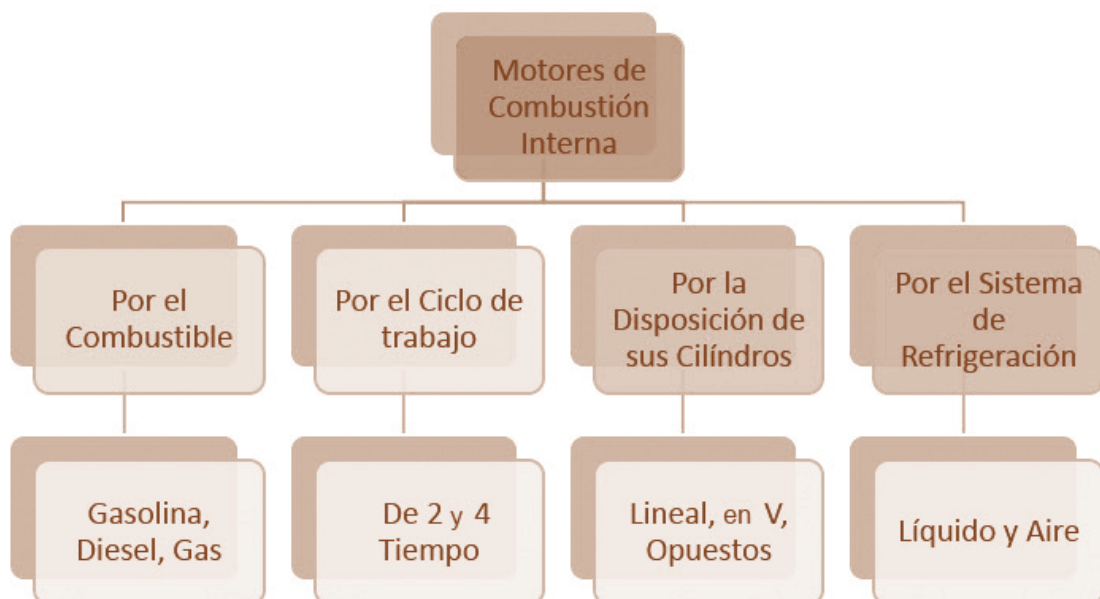 Motores de
Combustión
Interna
Por el
Combustible
Por el Ciclo de
trabajo
Por la
Disposición de
sus Cilíndros
Por el Sistema
de
Refrigeración
Gasolina,
Diesel, Gas
De 2 y 4
Tiempo
Lineal, en V,
Opuestos
Líquido y Aire